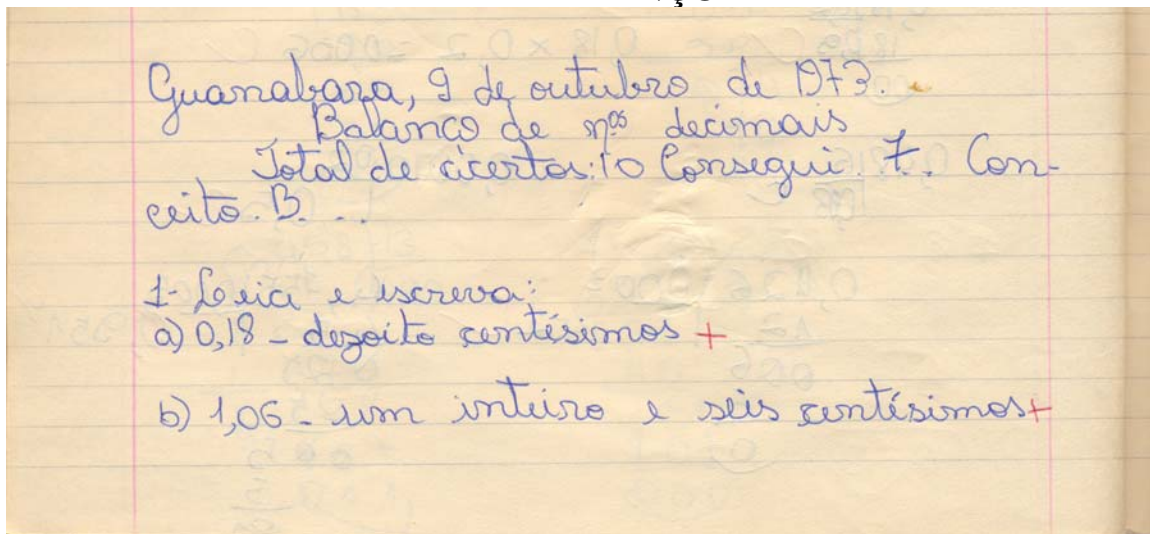 Guanabara, 9 de outubro de 1973.
Balanço de nºs decimais
Total de acertos: 10 Consegui. 7. Con-
ceito. B. ...
1- Leia e escreva:
a) 0,18 - dezoito centésimos +
b) 1,06 - um inteiro e seis centésimos +